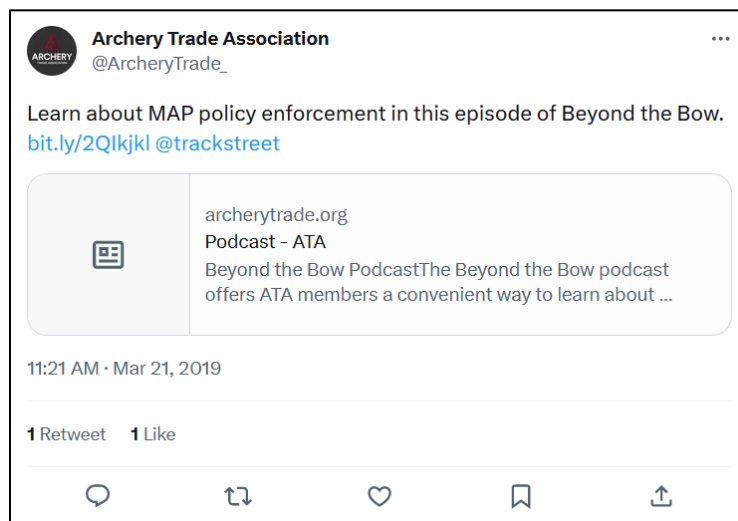 ARCHERY
TRADE ASSOCIATION
Archery Trade Association
@ArcheryTrade_
Learn about MAP policy enforcement in this episode of Beyond the Bow.
bit.ly/2QIkjkl @trackstreet
archerytrade.org
Podcast - ATA
Beyond the Bow PodcastThe Beyond the Bow podcast
offers ATA members a convenient way to learn about ...
11:21 AM · Mar 21, 2019
1 Retweet 1 Like